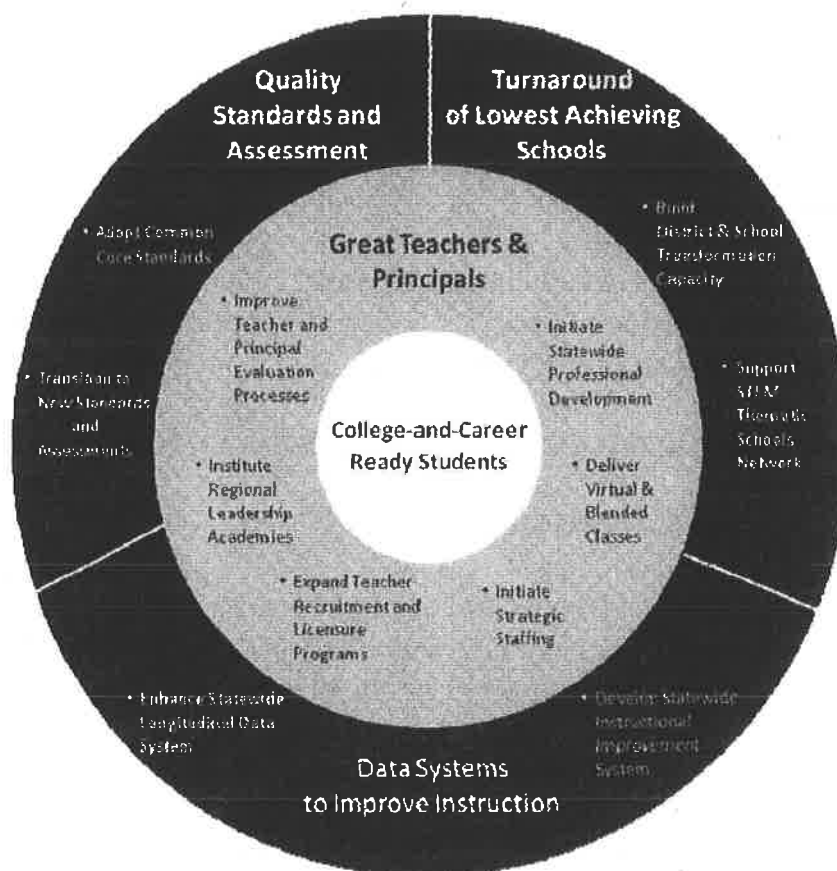 Quality
Standards and
Assessment
• Adopt Common
Core Standards
• Transition to
New Standards
and
Assessments
Turnaround
of Lowest Achieving
Schools
• Build
District & School
Transformation
Capacity
• Support
STEM
Thematic
Schools
Network
Great Teachers &
Principals
• Improve
Teacher and
Principal
Evaluation
Processes
• Institute
Regional
Leadership
Academies
• Expand Teacher
Recruitment and
Licensure
Programs
• Initiate
Statewide
Professional
Development
• Deliver
Virtual &
Blended
Classes
• Initiate
Strategic
Staffing
College-and-Career
Ready Students
• Enhance Statewide
Longitudinal Data
System
• Develop Statewide
Instructional
Improvement
System
Data Systems
to Improve Instruction